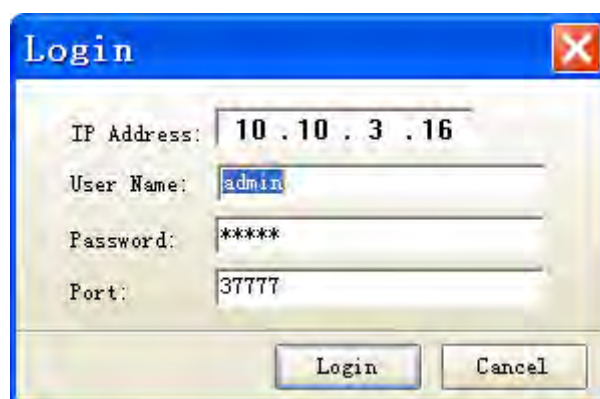 Login
IP Address: 10 . 10 . 3 . 16
User Name: admin
Password: *****
Port: 37777
Login Cancel